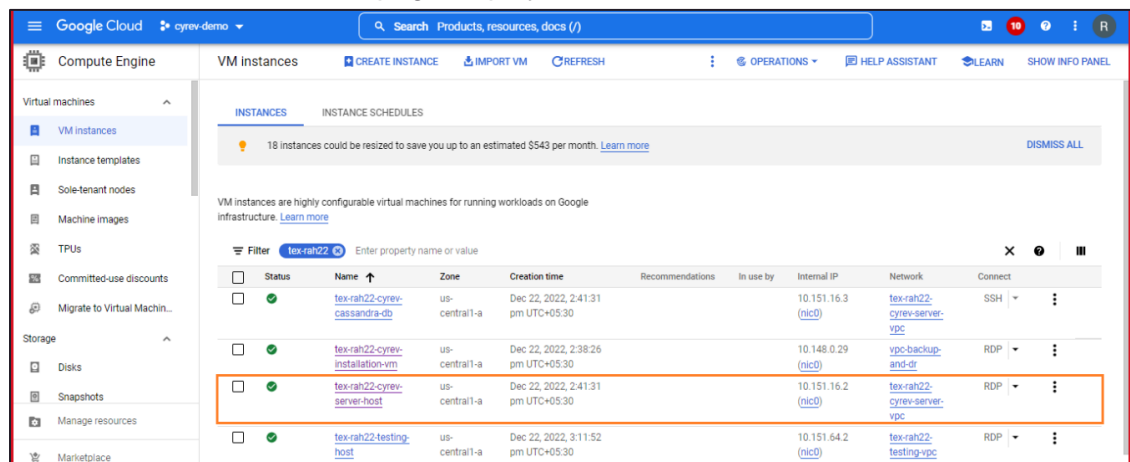 Google Cloud cyrev-demo Search Products, resources, docs (/) 10 R
Compute Engine VM instances CREATE INSTANCE IMPORT VM REFRESH OPERATIONS HELP ASSISTANT LEARN SHOW INFO PANEL
Virtual machines
VM instances
Instance templates
Sole-tenant nodes
Machine images
TPUs
Committed-use discounts
Migrate to Virtual Machin...
Storage
Disks
Snapshots
Manage resources
Marketplace
INSTANCES INSTANCE SCHEDULES
18 instances could be resized to save you up to an estimated $543 per month. Learn more DISMISS ALL
VM instances are highly configurable virtual machines for running workloads on Google
infrastructure. Learn more
Filter tex-rah22 Enter property name or value
Status Name Zone Creation time Recommendations In use by Internal IP Network Connect
tex-rah22-cyrev- us- Dec 22, 2022, 2:41:31 10.151.16.3 tex-rah22- SSH
cassandra-db central1-a pm UTC+05:30 (nic0) cyrev-server-
vpc
tex-rah22-cyrev- us- Dec 22, 2022, 2:38:26 10.148.0.29 vpc-backup- RDP
installation-vm central1-a pm UTC+05:30 (nic0) and-dr
tex-rah22-cyrev- us- Dec 22, 2022, 2:41:31 10.151.16.2 tex-rah22- RDP
server-host central1-a pm UTC+05:30 (nic0) cyrev-server-
vpc
tex-rah22-testing- us- Dec 22, 2022, 3:11:52 10.151.64.2 tex-rah22- RDP
host central1-a pm UTC+05:30 (nic0) testing-vpc